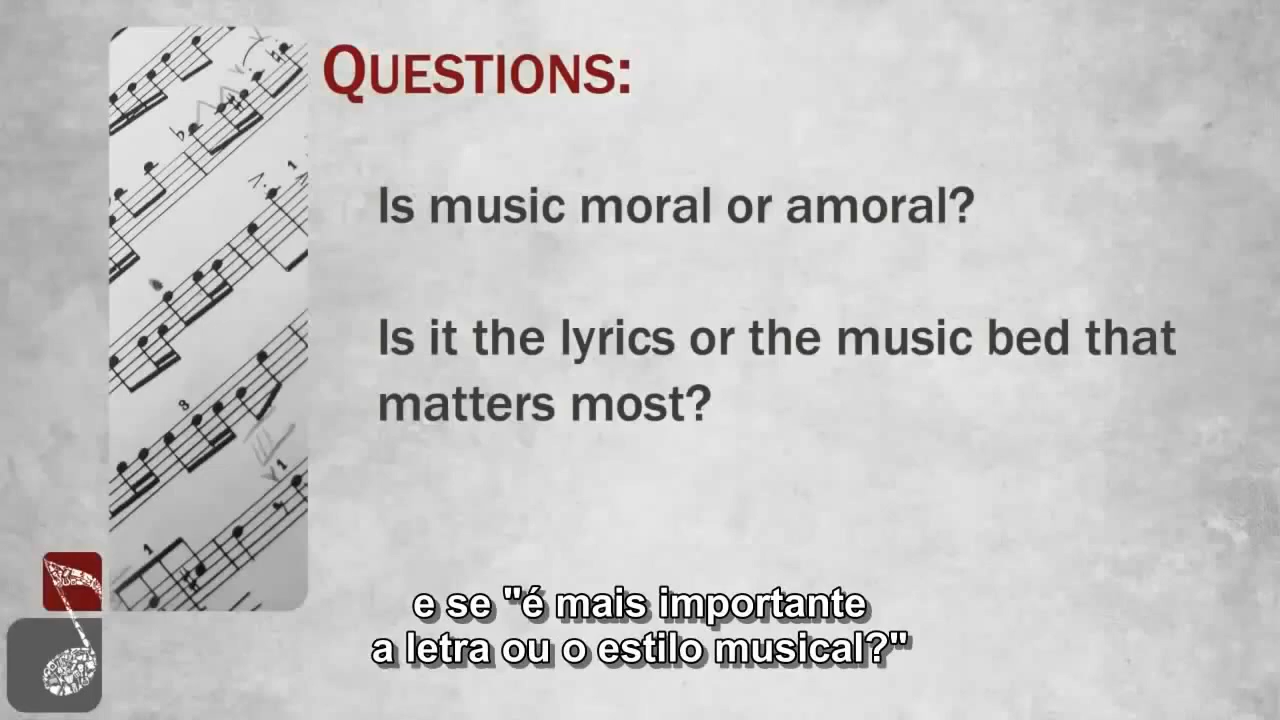 QUESTIONS:
Is music moral or amoral?
Is it the lyrics or the music bed that
matters most?
e se "é mais importante
a letra ou o estilo musical?"